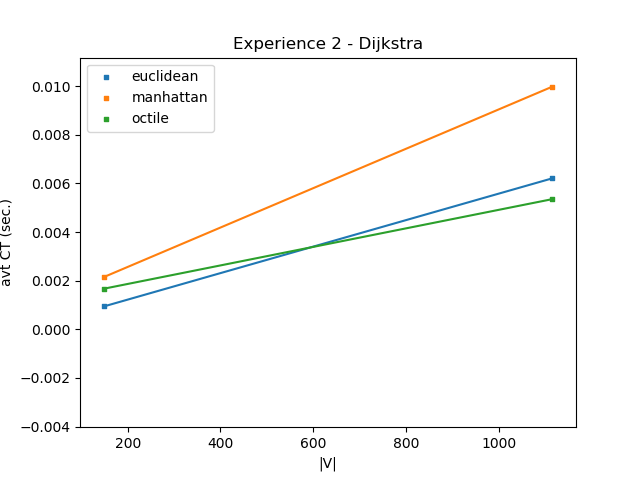 Experience 2 - Dijkstra
euclidean
manhattan
octile
avt CT (sec.)
0.010
0.008
0.006
0.004
0.002
0.000
−0.002
−0.004
200 400 600 800 1000
|V|